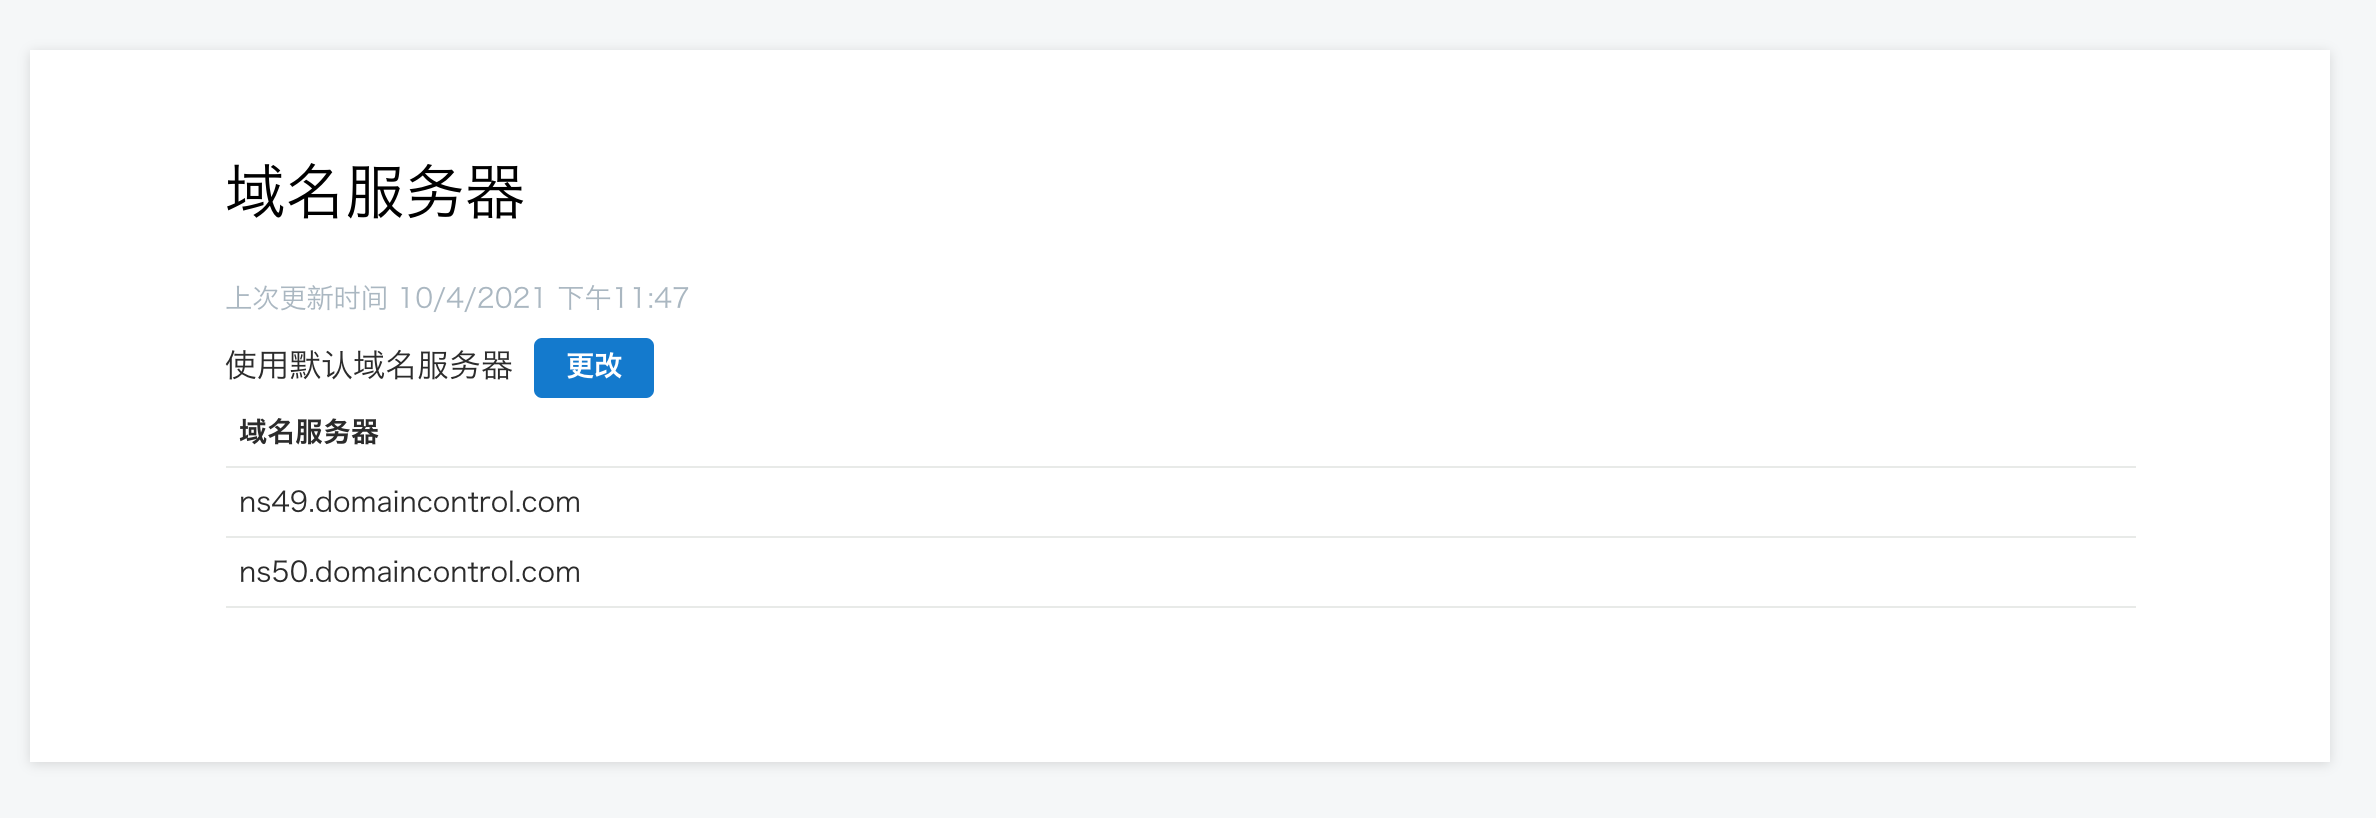 域名服务器
上次更新时间 10/4/2021 下午11:47
使用默认域名服务器 更改
域名服务器
ns49.domaincontrol.com
ns50.domaincontrol.com